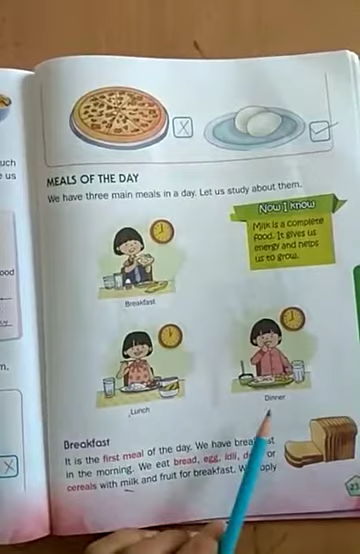 uch
us
ood
MEALS OF THE DAY
We have three main meals in a day. Let us study about them.
Now I know
Milk is a complete
food. It gives us
energy and helps
us to grow.
Breakfast
Lunch
Dinner
Breakfast
It is the first meal of the day. We have
in the morning. We eat bread, egg, idli, or
cereals with milk and fruit for breakfast.
23